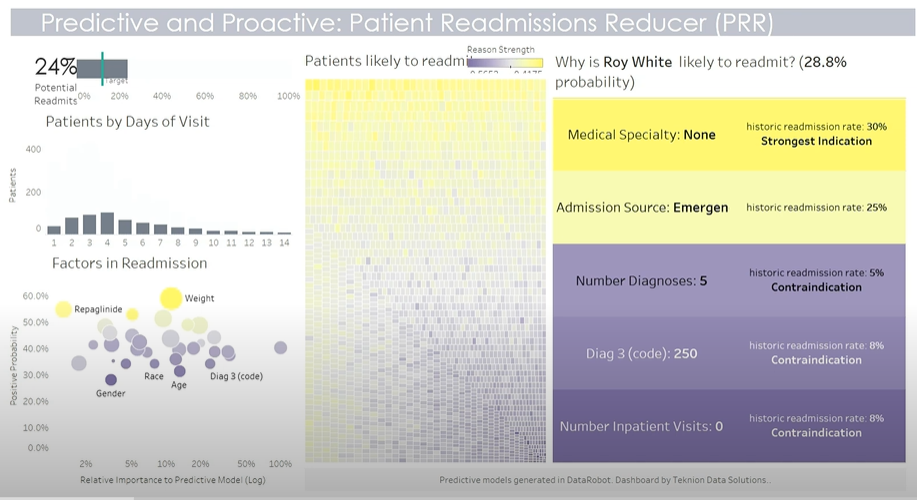 Predictive and Proactive: Patient Readmissions Reducer (PRR)
24%
Potential
Readmits
Target
0% 20% 40% 60% 80% 100%
Patients by Days of Visit
Patients
400
200
0
1 2 3 4 5 6 7 8 9 10 11 12 13 14
Factors in Readmission
Positive Probability
60.0%
50.0%
40.0%
30.0%
20.0%
10.0%
0.0%
Weight
Repaglinide
Race
Diag 3 (code)
Age
Gender
2% 5% 10% 20% 50% 100%
Relative Importance to Predictive Model (Log)
Patients likely to readmit
Reason Strength
Why is Roy White likely to readmit? (28.8%
probability)
Medical Specialty: None
historic readmission rate: 30%
Strongest Indication
Admission Source: Emergen
historic readmission rate: 25%
Number Diagnoses: 5
historic readmission rate: 5%
Contraindication
Diag 3 (code): 250
historic readmission rate: 8%
Contraindication
Number Inpatient Visits: 0
historic readmission rate: 8%
Contraindication
Predictive models generated in DataRobot. Dashboard by Teknion Data Solutions..